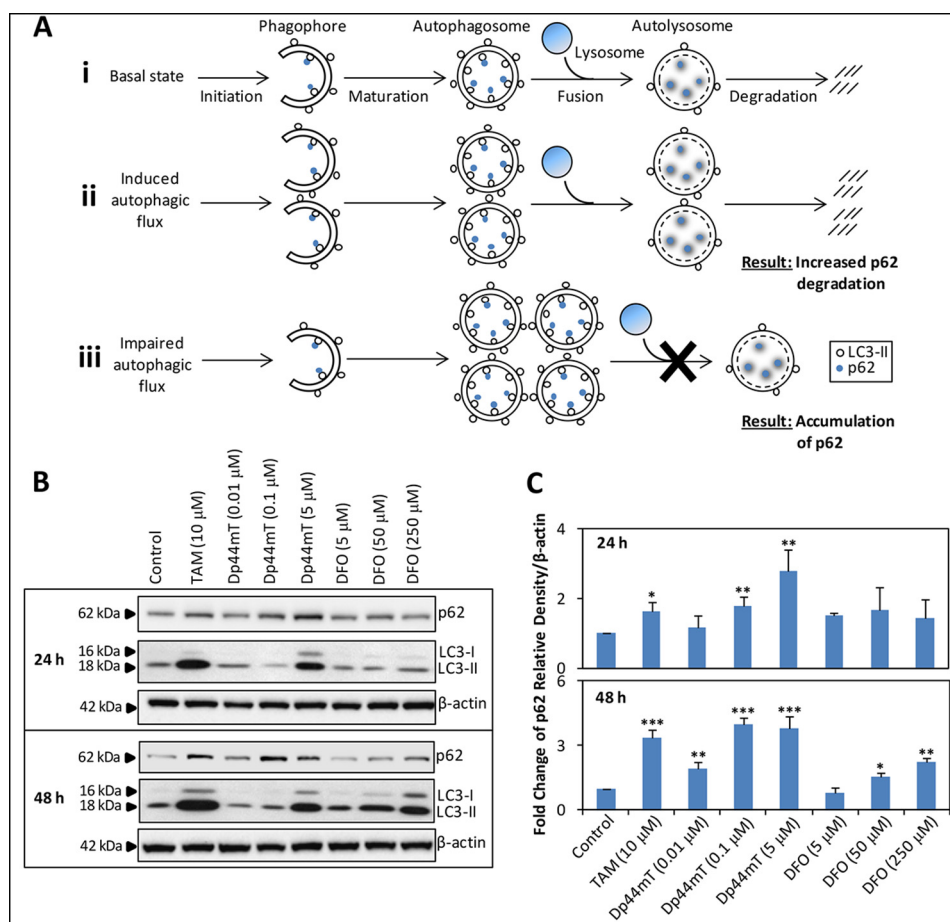 A
Phagophore
Autophagosome
Autolysosome
i
Basal state
Initiation
Maturation
Lysosome
Fusion
Degradation
ii
Induced
autophagic
flux
Result: Increased p62
degradation
iii
Impaired
autophagic
flux
LC3-II
p62
Result: Accumulation
of p62
B
Control
TAM (10 µM)
Dp44mT (0.01 µM)
Dp44mT (0.1 µM)
Dp44mT (5 µM)
DFO (5 µM)
DFO (50 µM)
DFO (250 µM)
24 h
62 kDa
p62
16 kDa
LC3-I
18 kDa
LC3-II
42 kDa
β-actin
48 h
62 kDa
p62
16 kDa
LC3-I
18 kDa
LC3-II
42 kDa
β-actin
C
Fold Change of p62 Relative Density/β-actin
24 h
4
2
0
*
**
**
48 h
6
3
0
***
**
***
***
*
**
Control
TAM (10 µM)
Dp44mT (0.01 µM)
Dp44mT (0.1 µM)
Dp44mT (5 µM)
DFO (5 µM)
DFO (50 µM)
DFO (250 µM)